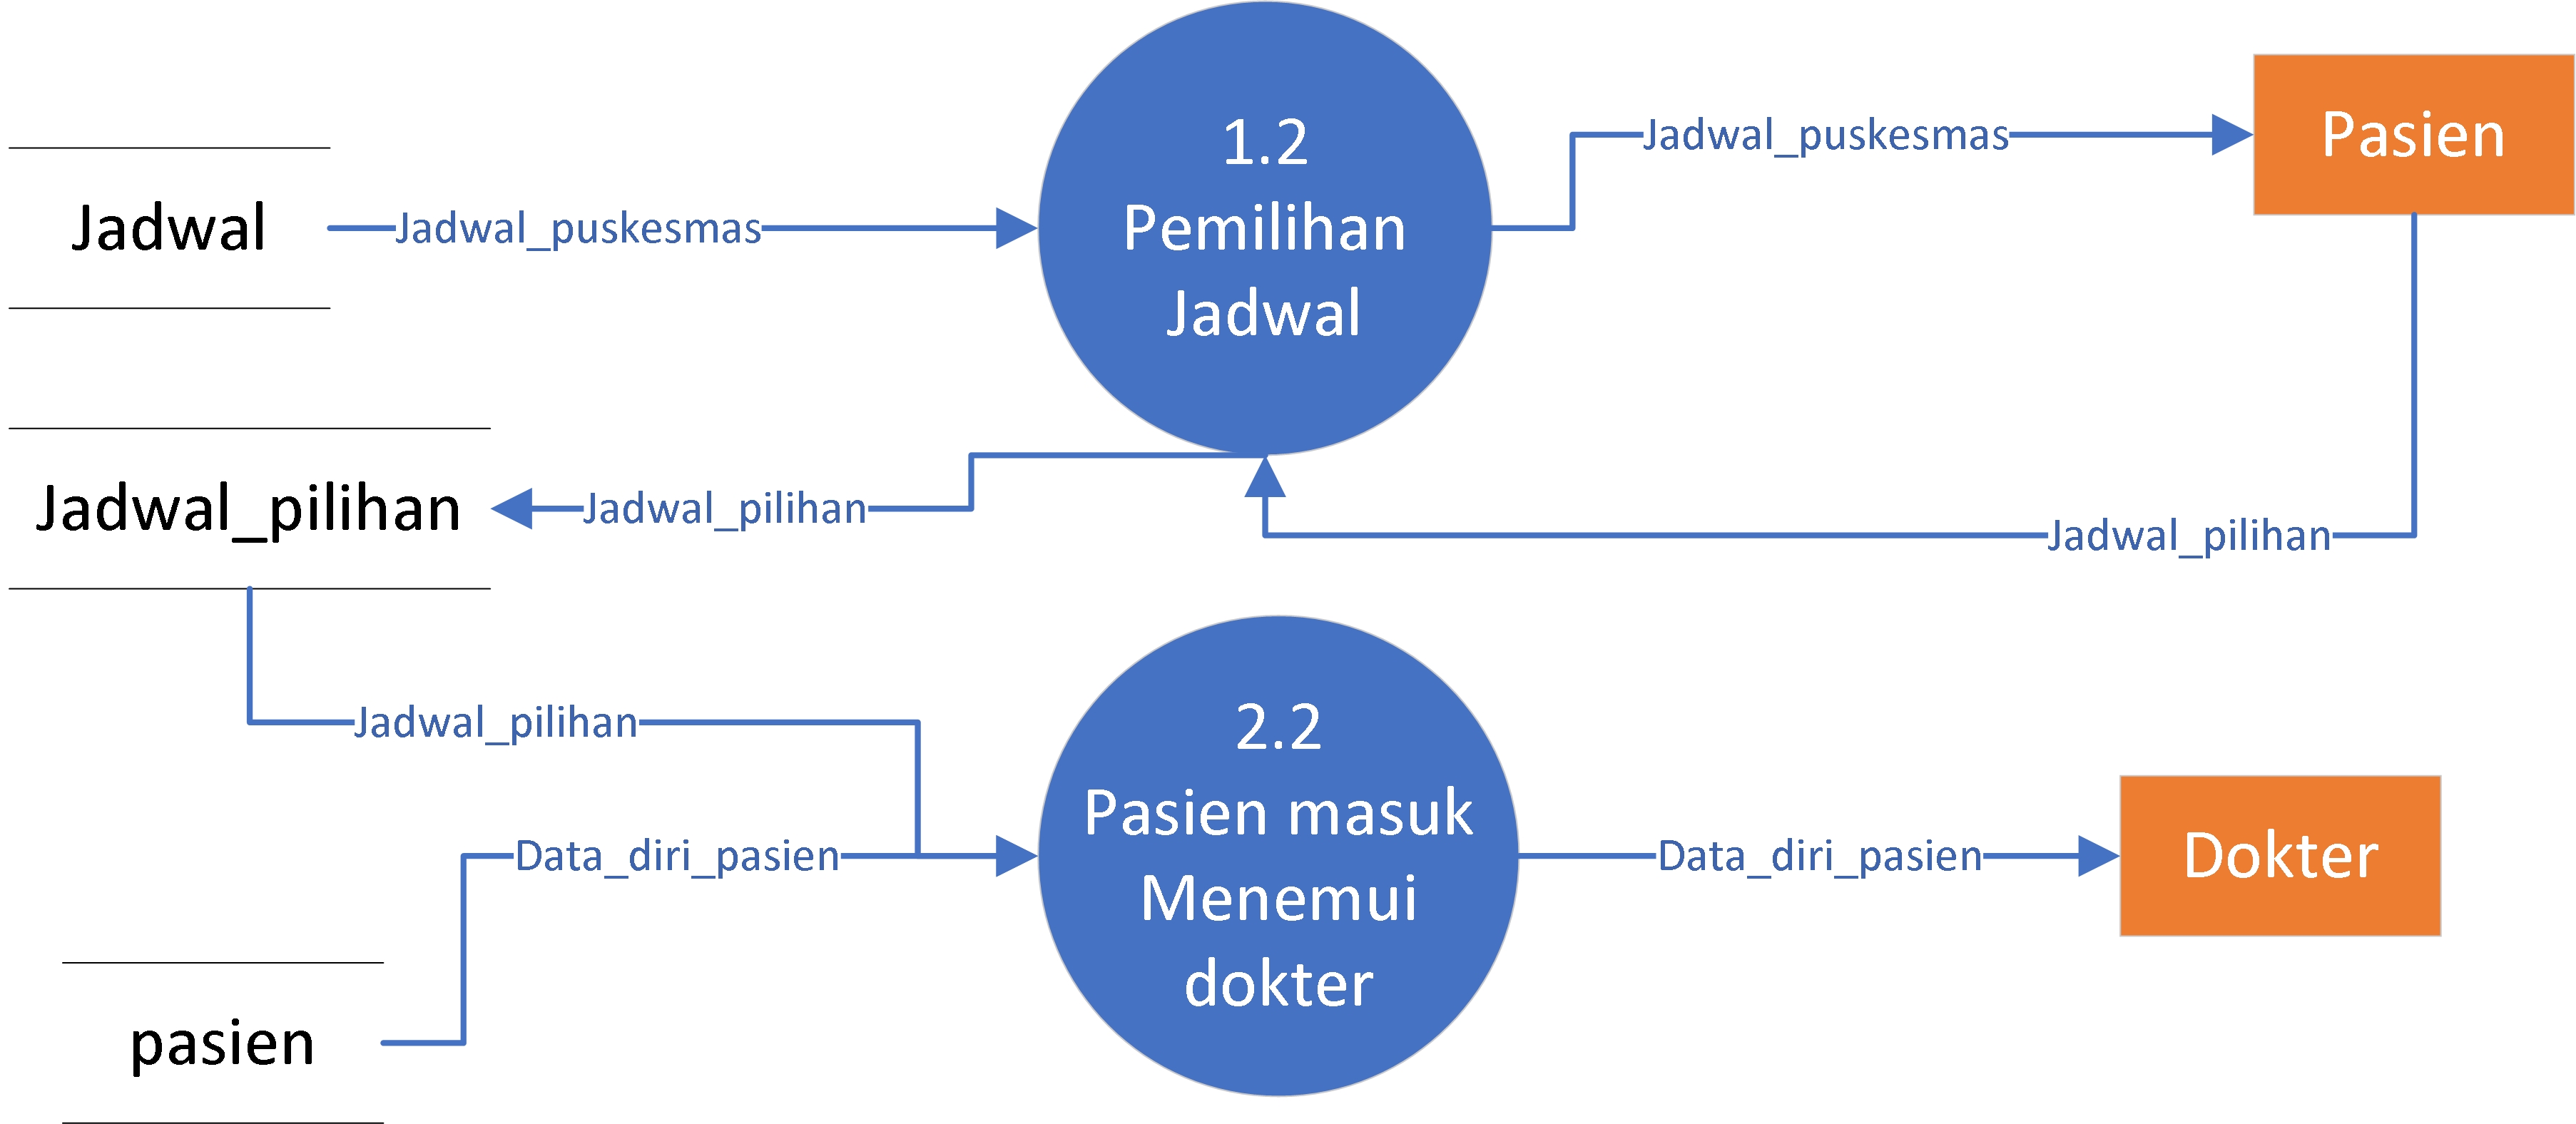 Jadwal
Jadwal_puskesmas
1.2
Pemilihan
Jadwal
Jadwal_puskesmas
Pasien
Jadwal_pilihan
Jadwal_pilihan
Jadwal_pilihan
Jadwal_pilihan
Data_diri_pasien
pasien
2.2
Pasien masuk
Menemui
dokter
Data_diri_pasien
Dokter